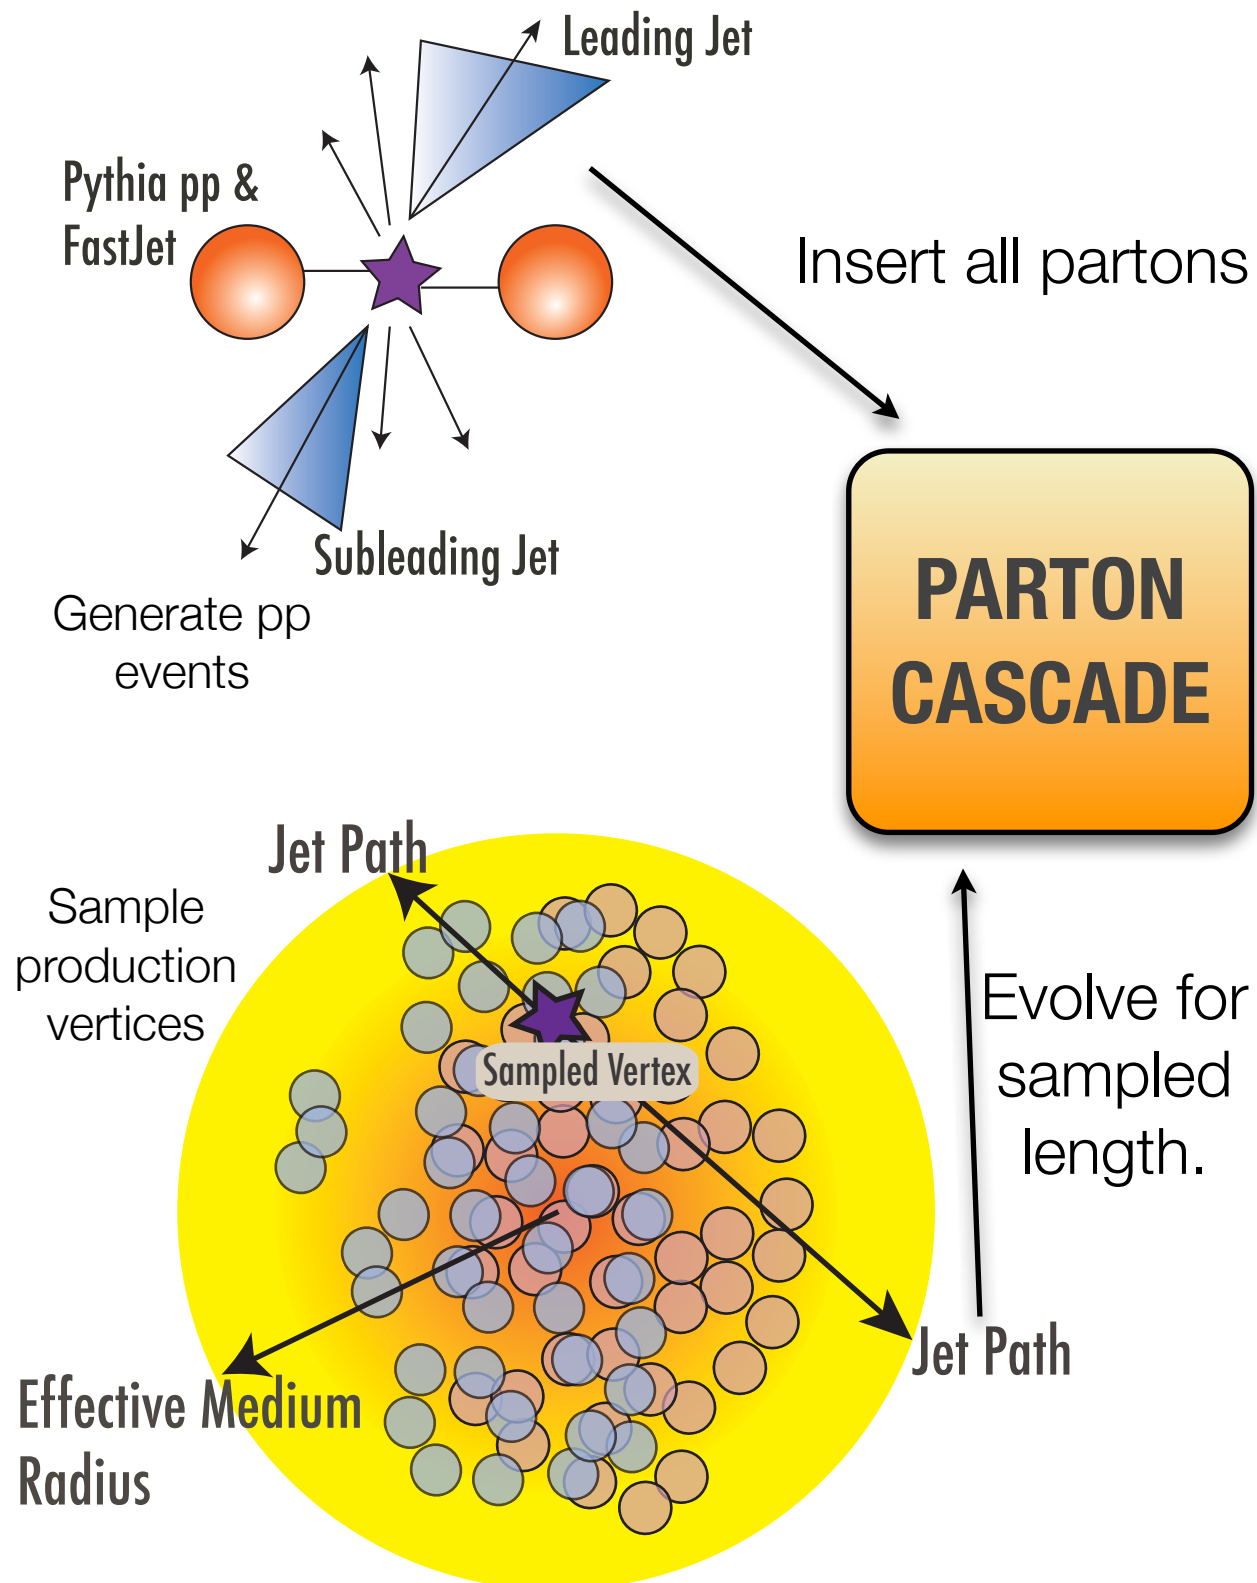 Leading Jet
Pythia pp &
FastJet
Insert all partons
Subleading Jet
Generate pp
events
PARTON
CASCADE
Jet Path
Sample
production
vertices
Evolve for
sampled
length.
Sampled Vertex
Jet Path
Effective Medium
Radius